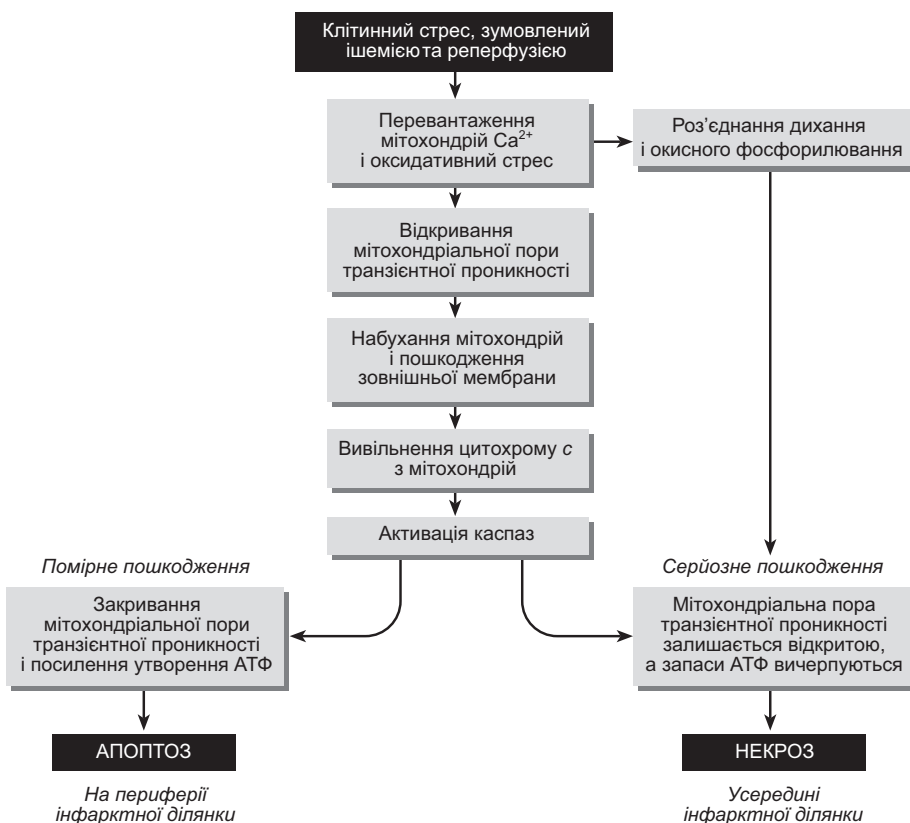 Клітинний стрес, зумовлений
ішемією та реперфузією
Перевантаження
мітохондрій Ca²⁺
і оксидативний стрес
Роз’єднання дихання
і окисного фосфорилювання
Відкривання
мітохондріальної пори
транзієнтної проникності
Набухання мітохондрій
і пошкодження
зовнішньої мембрани
Вивільнення цитохрому с
з мітохондрій
Активація каспаз
Помірне пошкодження
Закривання
мітохондріальної пори
транзієнтної проникності
і посилення утворення АТФ
АПОПТОЗ
На периферії
інфарктної ділянки
Серйозне пошкодження
Мітохондріальна пора
транзієнтної проникності
залишається відкритою,
а запаси АТФ вичерпуються
НЕКРОЗ
Усередині
інфарктної ділянки